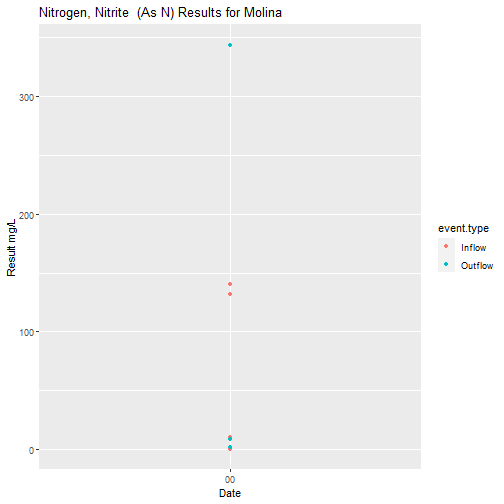 Nitrogen, Nitrite  (As N) Results for Molina
300
200
100
0
Result mg/L
00
Date
event.type
Inflow
Outflow